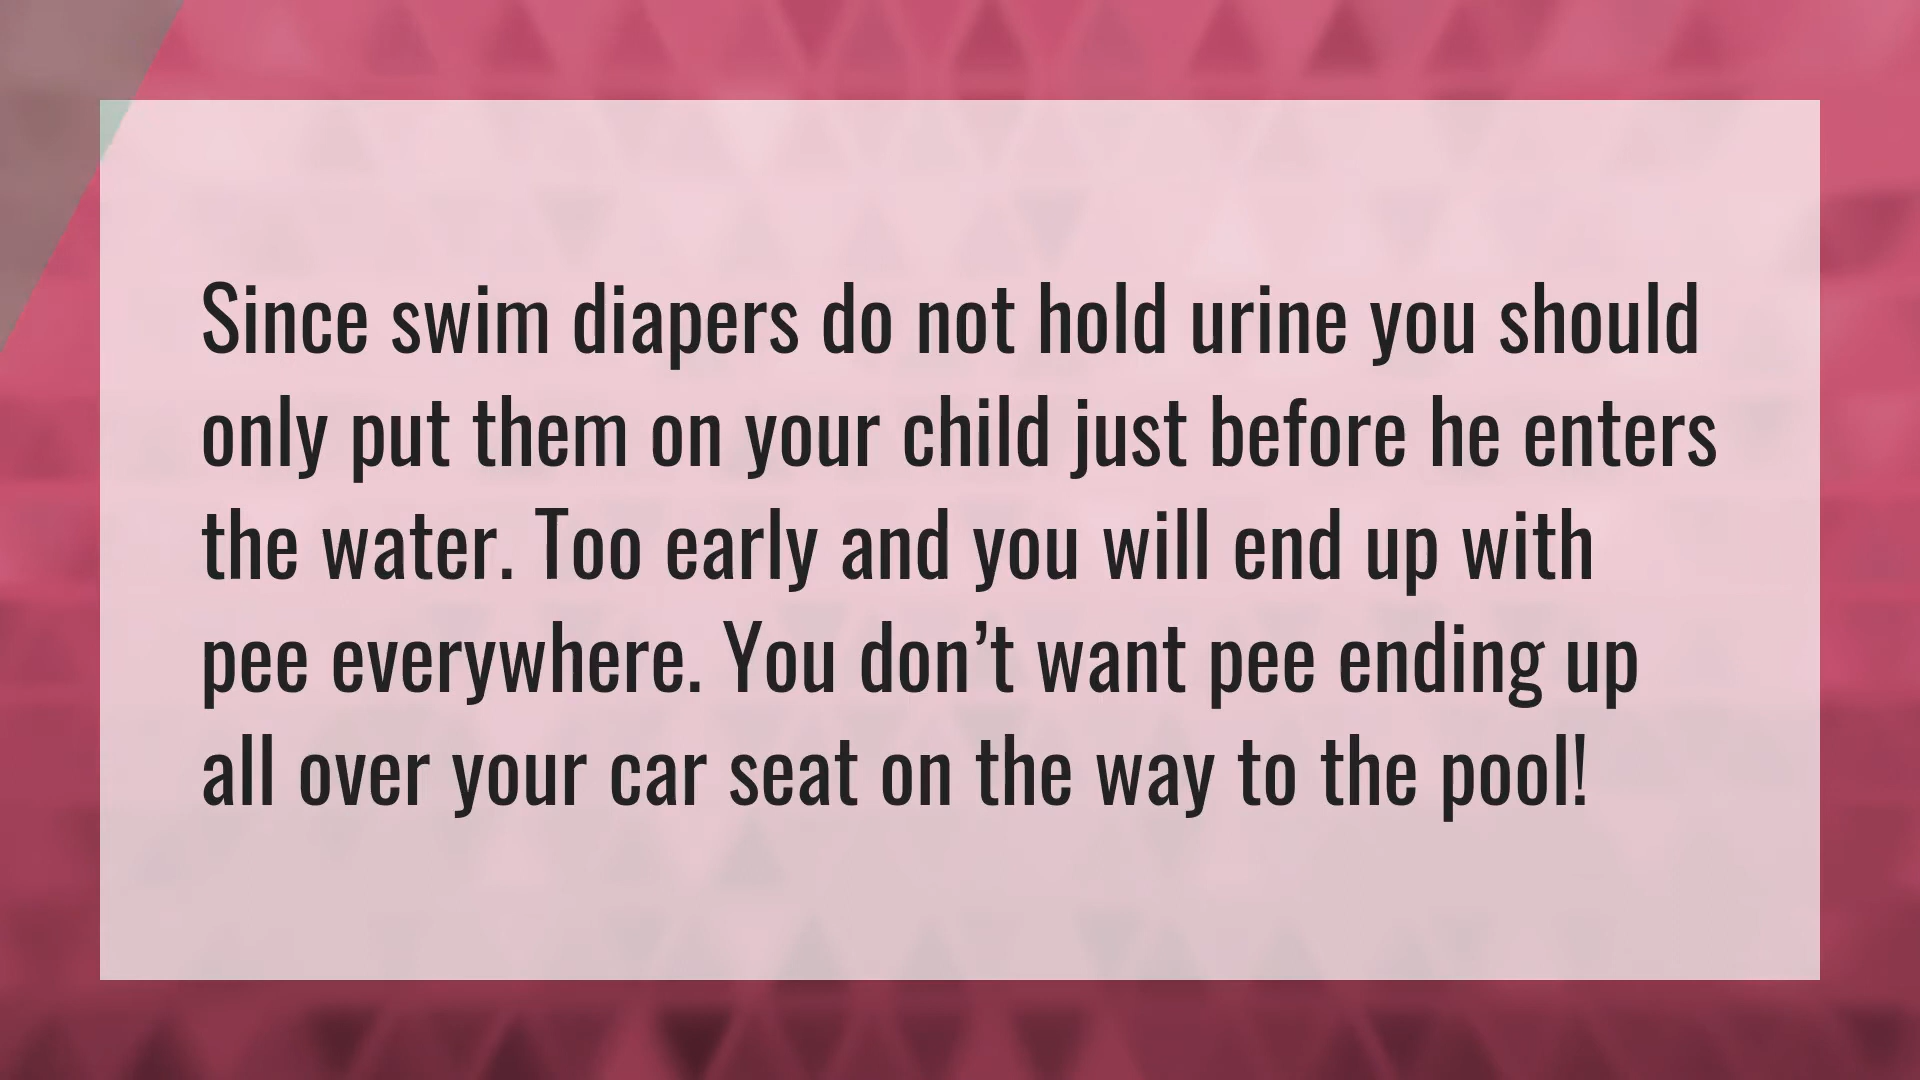 Since swim diapers do not hold urine you should
only put them on your child just before he enters
the water. Too early and you will end up with
pee everywhere. You don’t want pee ending up
all over your car seat on the way to the pool!